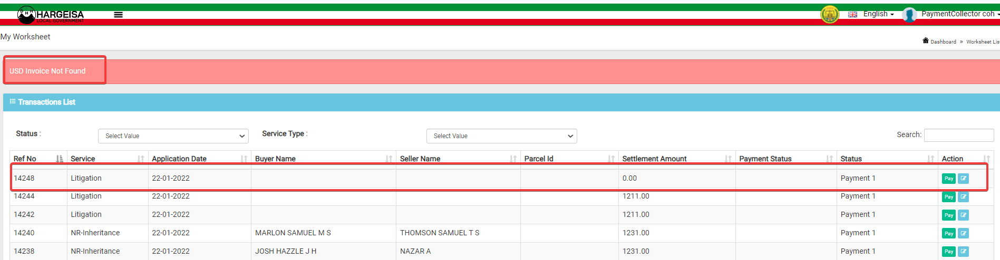 DHH HARGEISA
LOCAL GOVERNMENT
English
PaymentCollector coh
My Worksheet
Dashboard » Worksheet Lis
USD Invoice Not Found
Transactions List
Status : Select Value Service Type : Select Value Search:
Ref No Service Application Date Buyer Name Seller Name Parcel Id Settlement Amount Payment Status Status Action
14248 Litigation 22-01-2022 0.00 Payment 1 Pay
14244 Litigation 22-01-2022 1211.00 Payment 1 Pay
14242 Litigation 22-01-2022 1211.00 Payment 1 Pay
14240 NR-Inheritance 22-01-2022 MARLON SAMUEL M S THOMSON SAMUEL T S 1231.00 Payment 1 Pay
14238 NR-Inheritance 22-01-2022 JOSH HAZZLE J H NAZAR A 1231.00 Payment 1 Pay